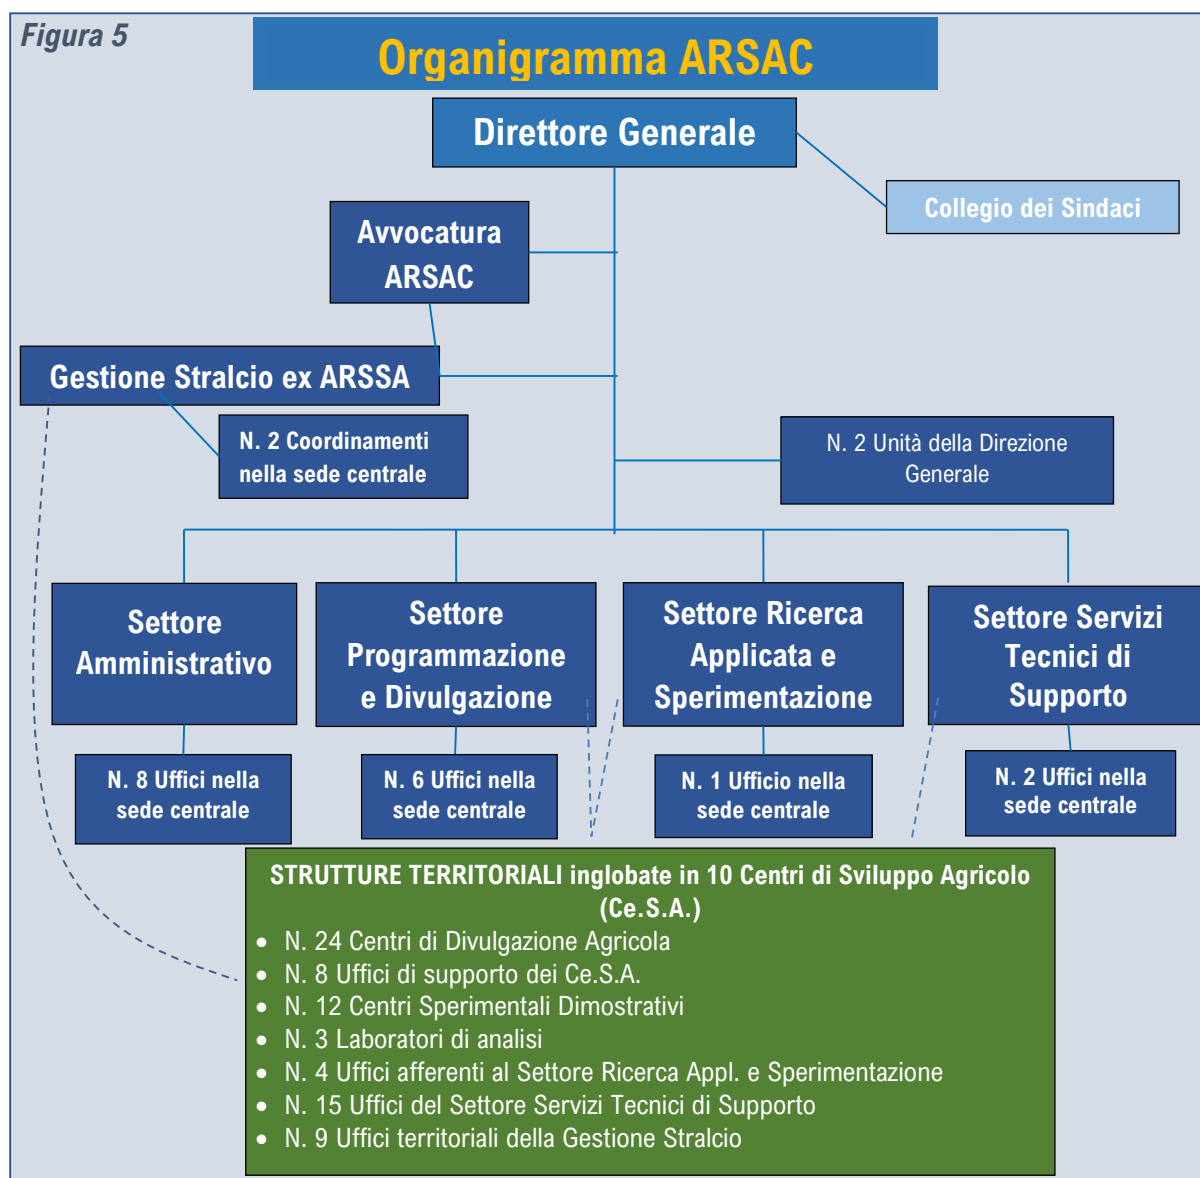 Figura 5
Organigramma ARSAC
Direttore Generale
Collegio dei Sindaci
Avvocatura
ARSAC
Gestione Stralcio ex ARSSA
N. 2 Coordinamenti
nella sede centrale
N. 2 Unità della Direzione
Generale
Settore
Amministrativo
Settore
Programmazione
e Divulgazione
Settore Ricerca
Applicata e
Sperimentazione
Settore Servizi
Tecnici di
Supporto
N. 8 Uffici nella
sede centrale
N. 6 Uffici nella
sede centrale
N. 1 Ufficio nella
sede centrale
N. 2 Uffici nella
sede centrale
STRUTTURE TERRITORIALI inglobate in 10 Centri di Sviluppo Agricolo
(Ce.S.A.)
• N. 24 Centri di Divulgazione Agricola
• N. 8 Uffici di supporto dei Ce.S.A.
• N. 12 Centri Sperimentali Dimostrativi
• N. 3 Laboratori di analisi
• N. 4 Uffici afferenti al Settore Ricerca Appl. e Sperimentazione
• N. 15 Uffici del Settore Servizi Tecnici di Supporto
• N. 9 Uffici territoriali della Gestione Stralcio